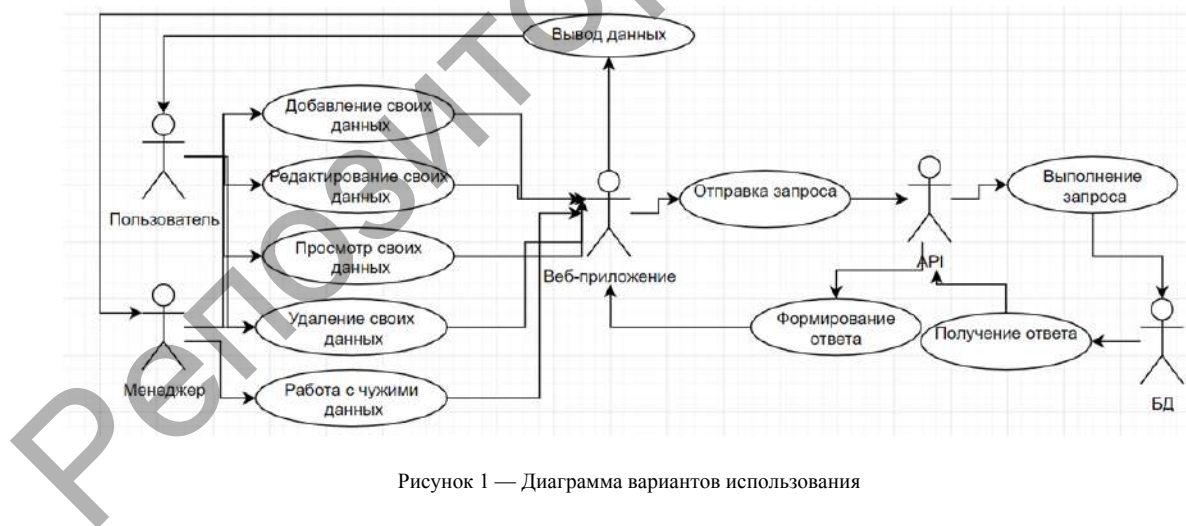 Вывод данных
Добавление своих
данных
Редактирование своих
данных
Просмотр своих
данных
Удаление своих
данных
Работа с чужими
данных
Пользователь
Менеджер
Веб-приложение
Отправка запроса
API
Выполнение
запроса
Формирование
ответа
Получение ответа
БД
Рисунок 1 — Диаграмма вариантов использования